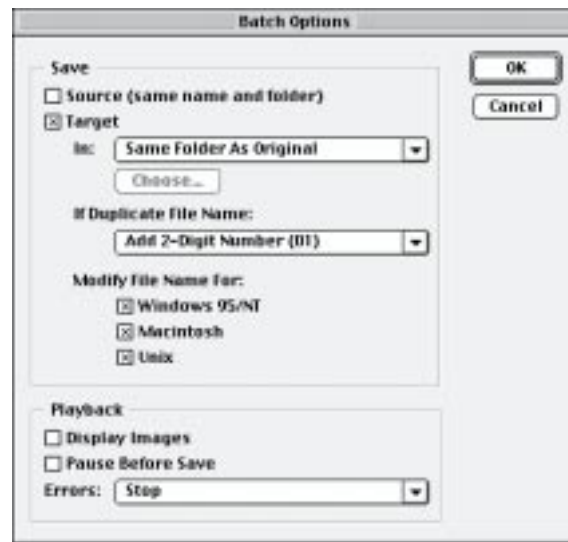 Batch Options
Save
Source (same name and folder)
Target
In: Same Folder As Original
Choose...
If Duplicate File Name:
Add 2-Digit Number (01)
Modify File Name For:
Windows 95/NT
Macintosh
Unix
Playback
Display Images
Pause Before Save
Errors: Stop
OK
Cancel